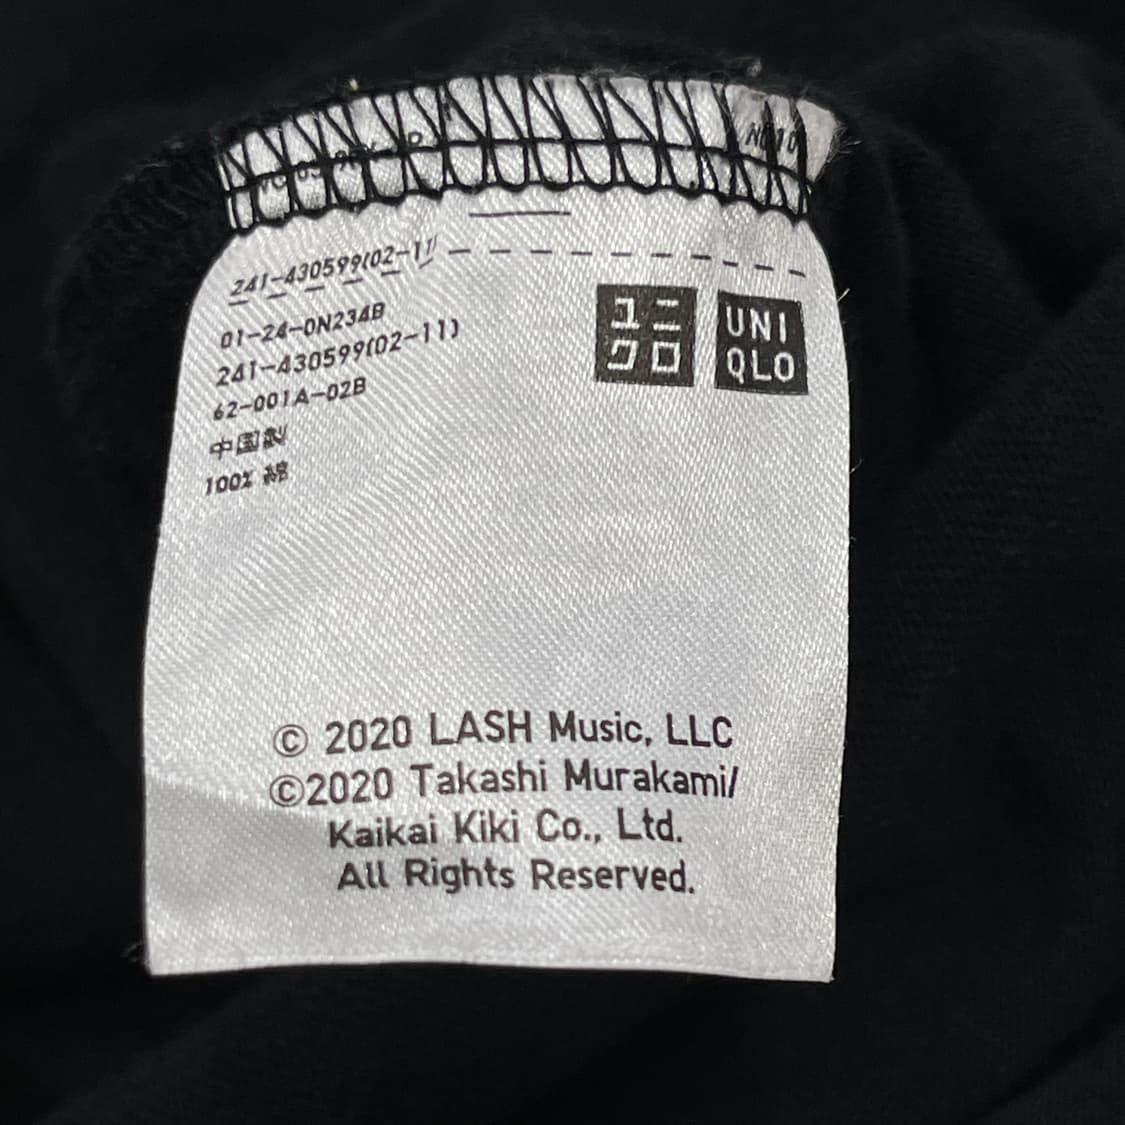 241-430599(02-11)
01-24-0N234B
241-430599(02-11)
62-001A-02B
中国製
100% 綿
ユニ
クロ
UNI
QLO
© 2020 LASH Music, LLC
©2020 Takashi Murakami/
Kaikai Kiki Co., Ltd.
All Rights Reserved.